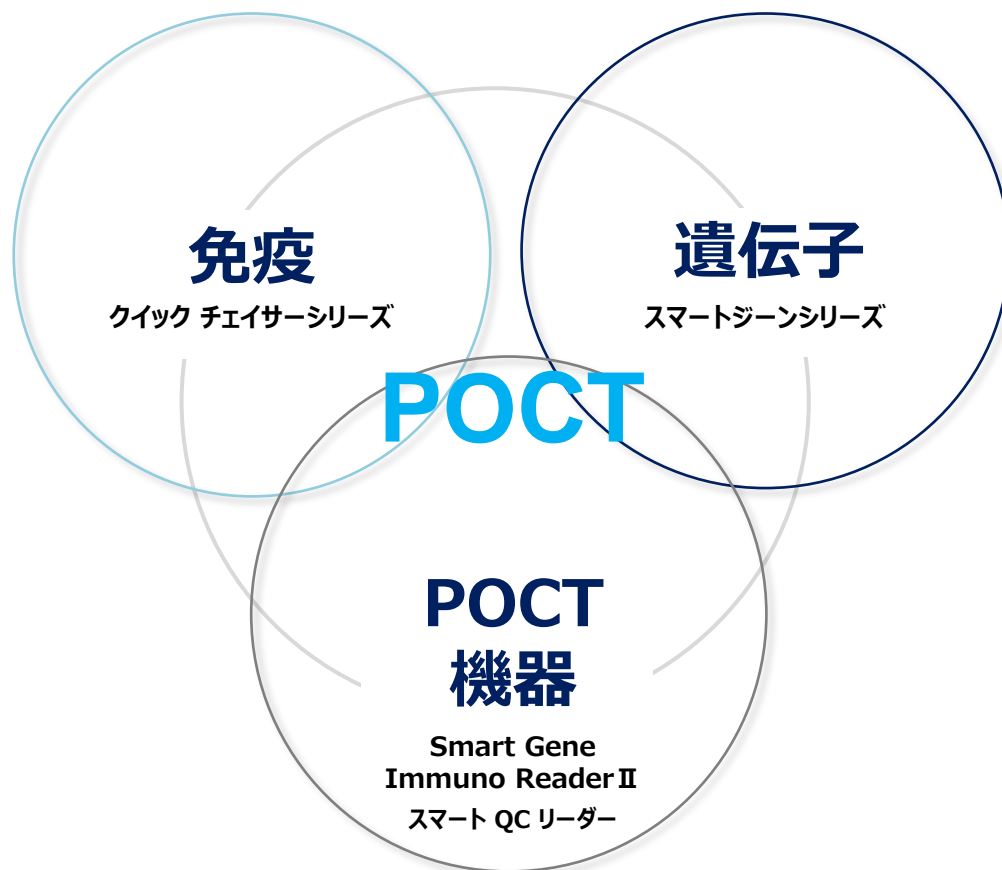 免疫
クイック チェイサーシリーズ
遺伝子
スマートジーンシリーズ
POCT
POCT
機器
Smart Gene
Immuno ReaderⅡ
スマート QC リーダー